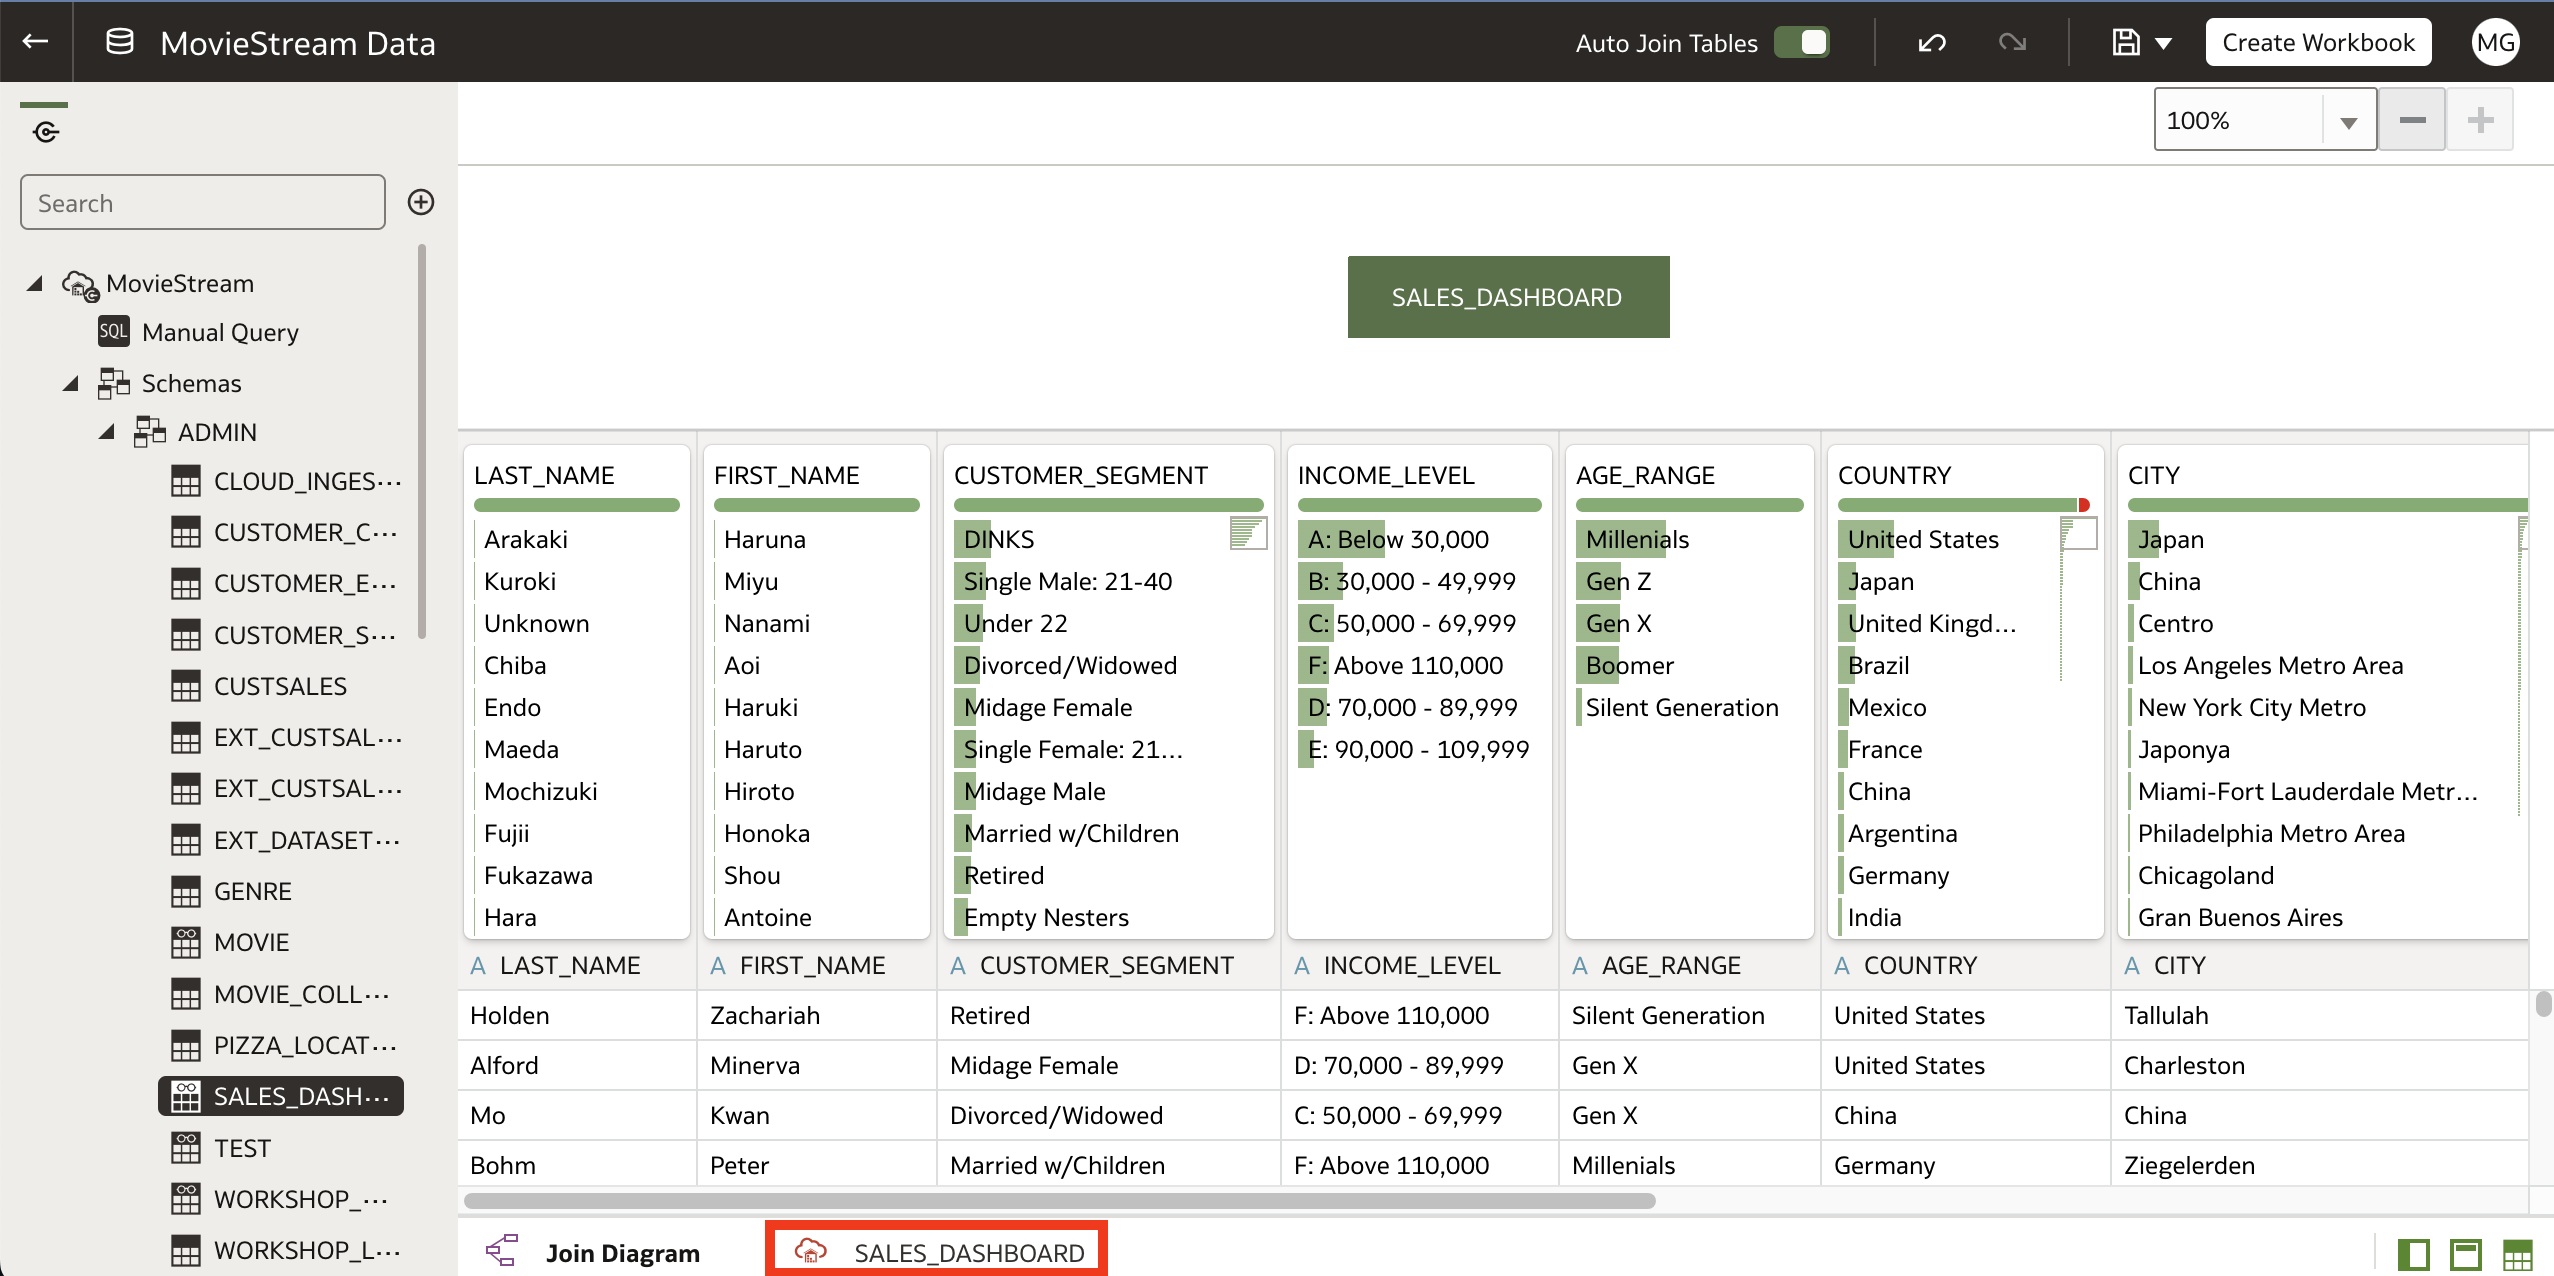 MovieStream Data
Auto Join Tables
Create Workbook
MG
100%
Search
MovieStream
SQL Manual Query
Schemas
ADMIN
CLOUD_INGES...
CUSTOMER_C...
CUSTOMER_E...
CUSTOMER_S...
CUSTSALES
EXT_CUSTSAL...
EXT_CUSTSAL...
EXT_DATASET...
GENRE
MOVIE
MOVIE_COLL...
PIZZA_LOCAT...
SALES_DASH...
TEST
WORKSHOP_...
WORKSHOP_L...
SALES_DASHBOARD
LAST_NAME
Arakaki
Kuroki
Unknown
Chiba
Endo
Maeda
Mochizuki
Fujii
Fukazawa
Hara
FIRST_NAME
Haruna
Miyu
Nanami
Aoi
Haruki
Haruto
Hiroto
Honoka
Shou
Antoine
CUSTOMER_SEGMENT
DINKS
Single Male: 21-40
Under 22
Divorced/Widowed
Midage Female
Single Female: 21...
Midage Male
Married w/Children
Retired
Empty Nesters
INCOME_LEVEL
A: Below 30,000
B: 30,000 - 49,999
C: 50,000 - 69,999
F: Above 110,000
D: 70,000 - 89,999
E: 90,000 - 109,999
AGE_RANGE
Millenials
Gen Z
Gen X
Boomer
Silent Generation
COUNTRY
United States
Japan
United Kingd...
Brazil
Mexico
France
China
Argentina
Germany
India
CITY
Japan
China
Centro
Los Angeles Metro Area
New York City Metro
Japonya
Miami-Fort Lauderdale Metr...
Philadelphia Metro Area
Chicagoland
Gran Buenos Aires
A LAST_NAME A FIRST_NAME A CUSTOMER_SEGMENT A INCOME_LEVEL A AGE_RANGE A COUNTRY A CITY
Holden Zachariah Retired F: Above 110,000 Silent Generation United States Tallulah
Alford Minerva Midage Female D: 70,000 - 89,999 Gen X United States Charleston
Mo Kwan Divorced/Widowed C: 50,000 - 69,999 Gen X China China
Bohm Peter Married w/Children F: Above 110,000 Millenials Germany Ziegelerden
Join Diagram
SALES_DASHBOARD